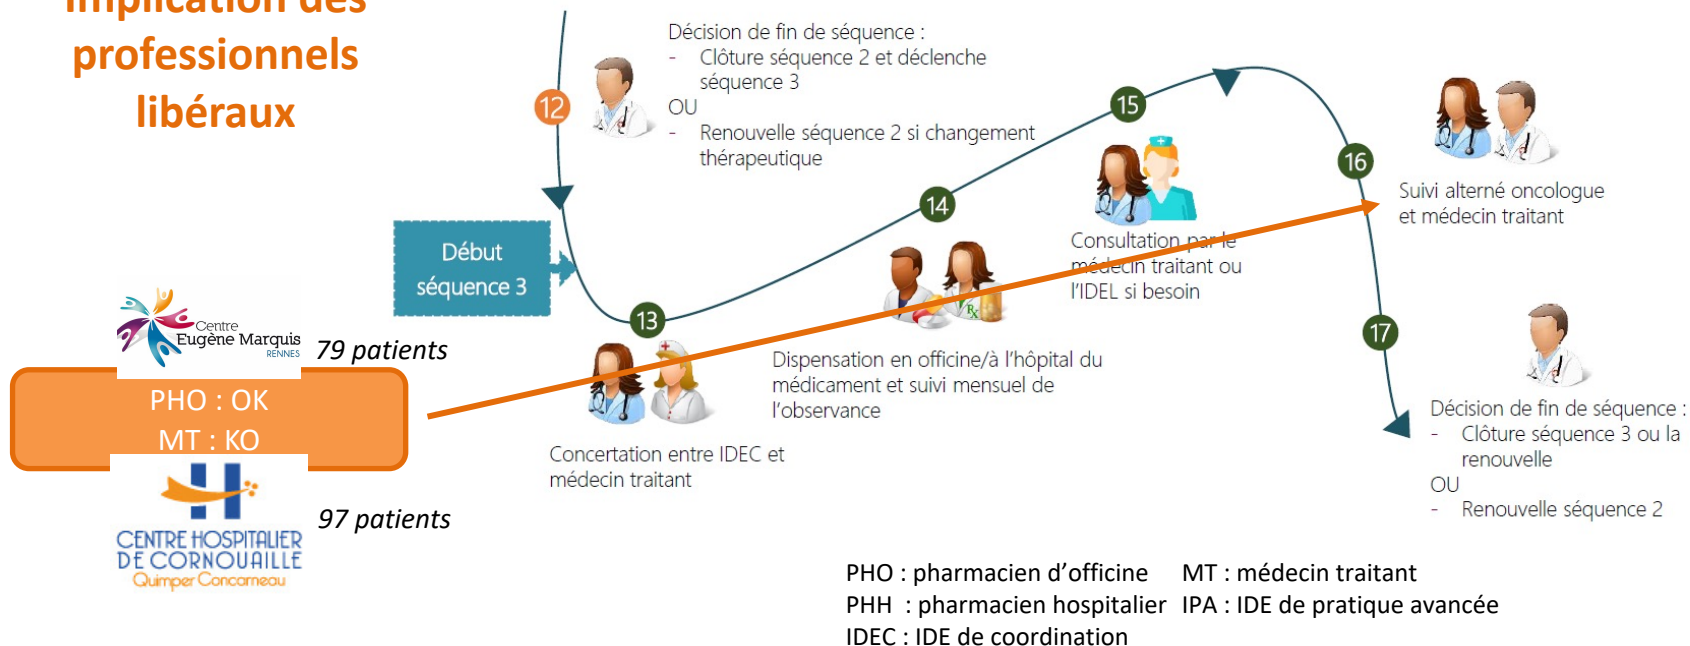 implication des
professionnels
libéraux
12
Décision de fin de séquence :
- Clôture séquence 2 et déclenche
séquence 3
OU
- Renouvelle séquence 2 si changement
thérapeutique
Début
séquence 3
13
Concertation entre IDEC et
médecin traitant
14
Dispensation en officine/à l'hôpital du
médicament et suivi mensuel de
l'observance
15
Consultation par le
médecin traitant ou
l'IDEL si besoin
16
Suivi alterné oncologue
et médecin traitant
17
Décision de fin de séquence :
- Clôture séquence 3 ou la
renouvelle
OU
- Renouvelle séquence 2
Centre
Eugène Marquis
RENNES
79 patients
PHO : OK
MT : KO
CENTRE HOSPITALIER
DE CORNOUAILLE
Quimper Concarneau
97 patients
Rx
PHO : pharmacien d'officine MT : médecin traitant
PHH : pharmacien hospitalier IPA : IDE de pratique avancée
IDEC : IDE de coordination